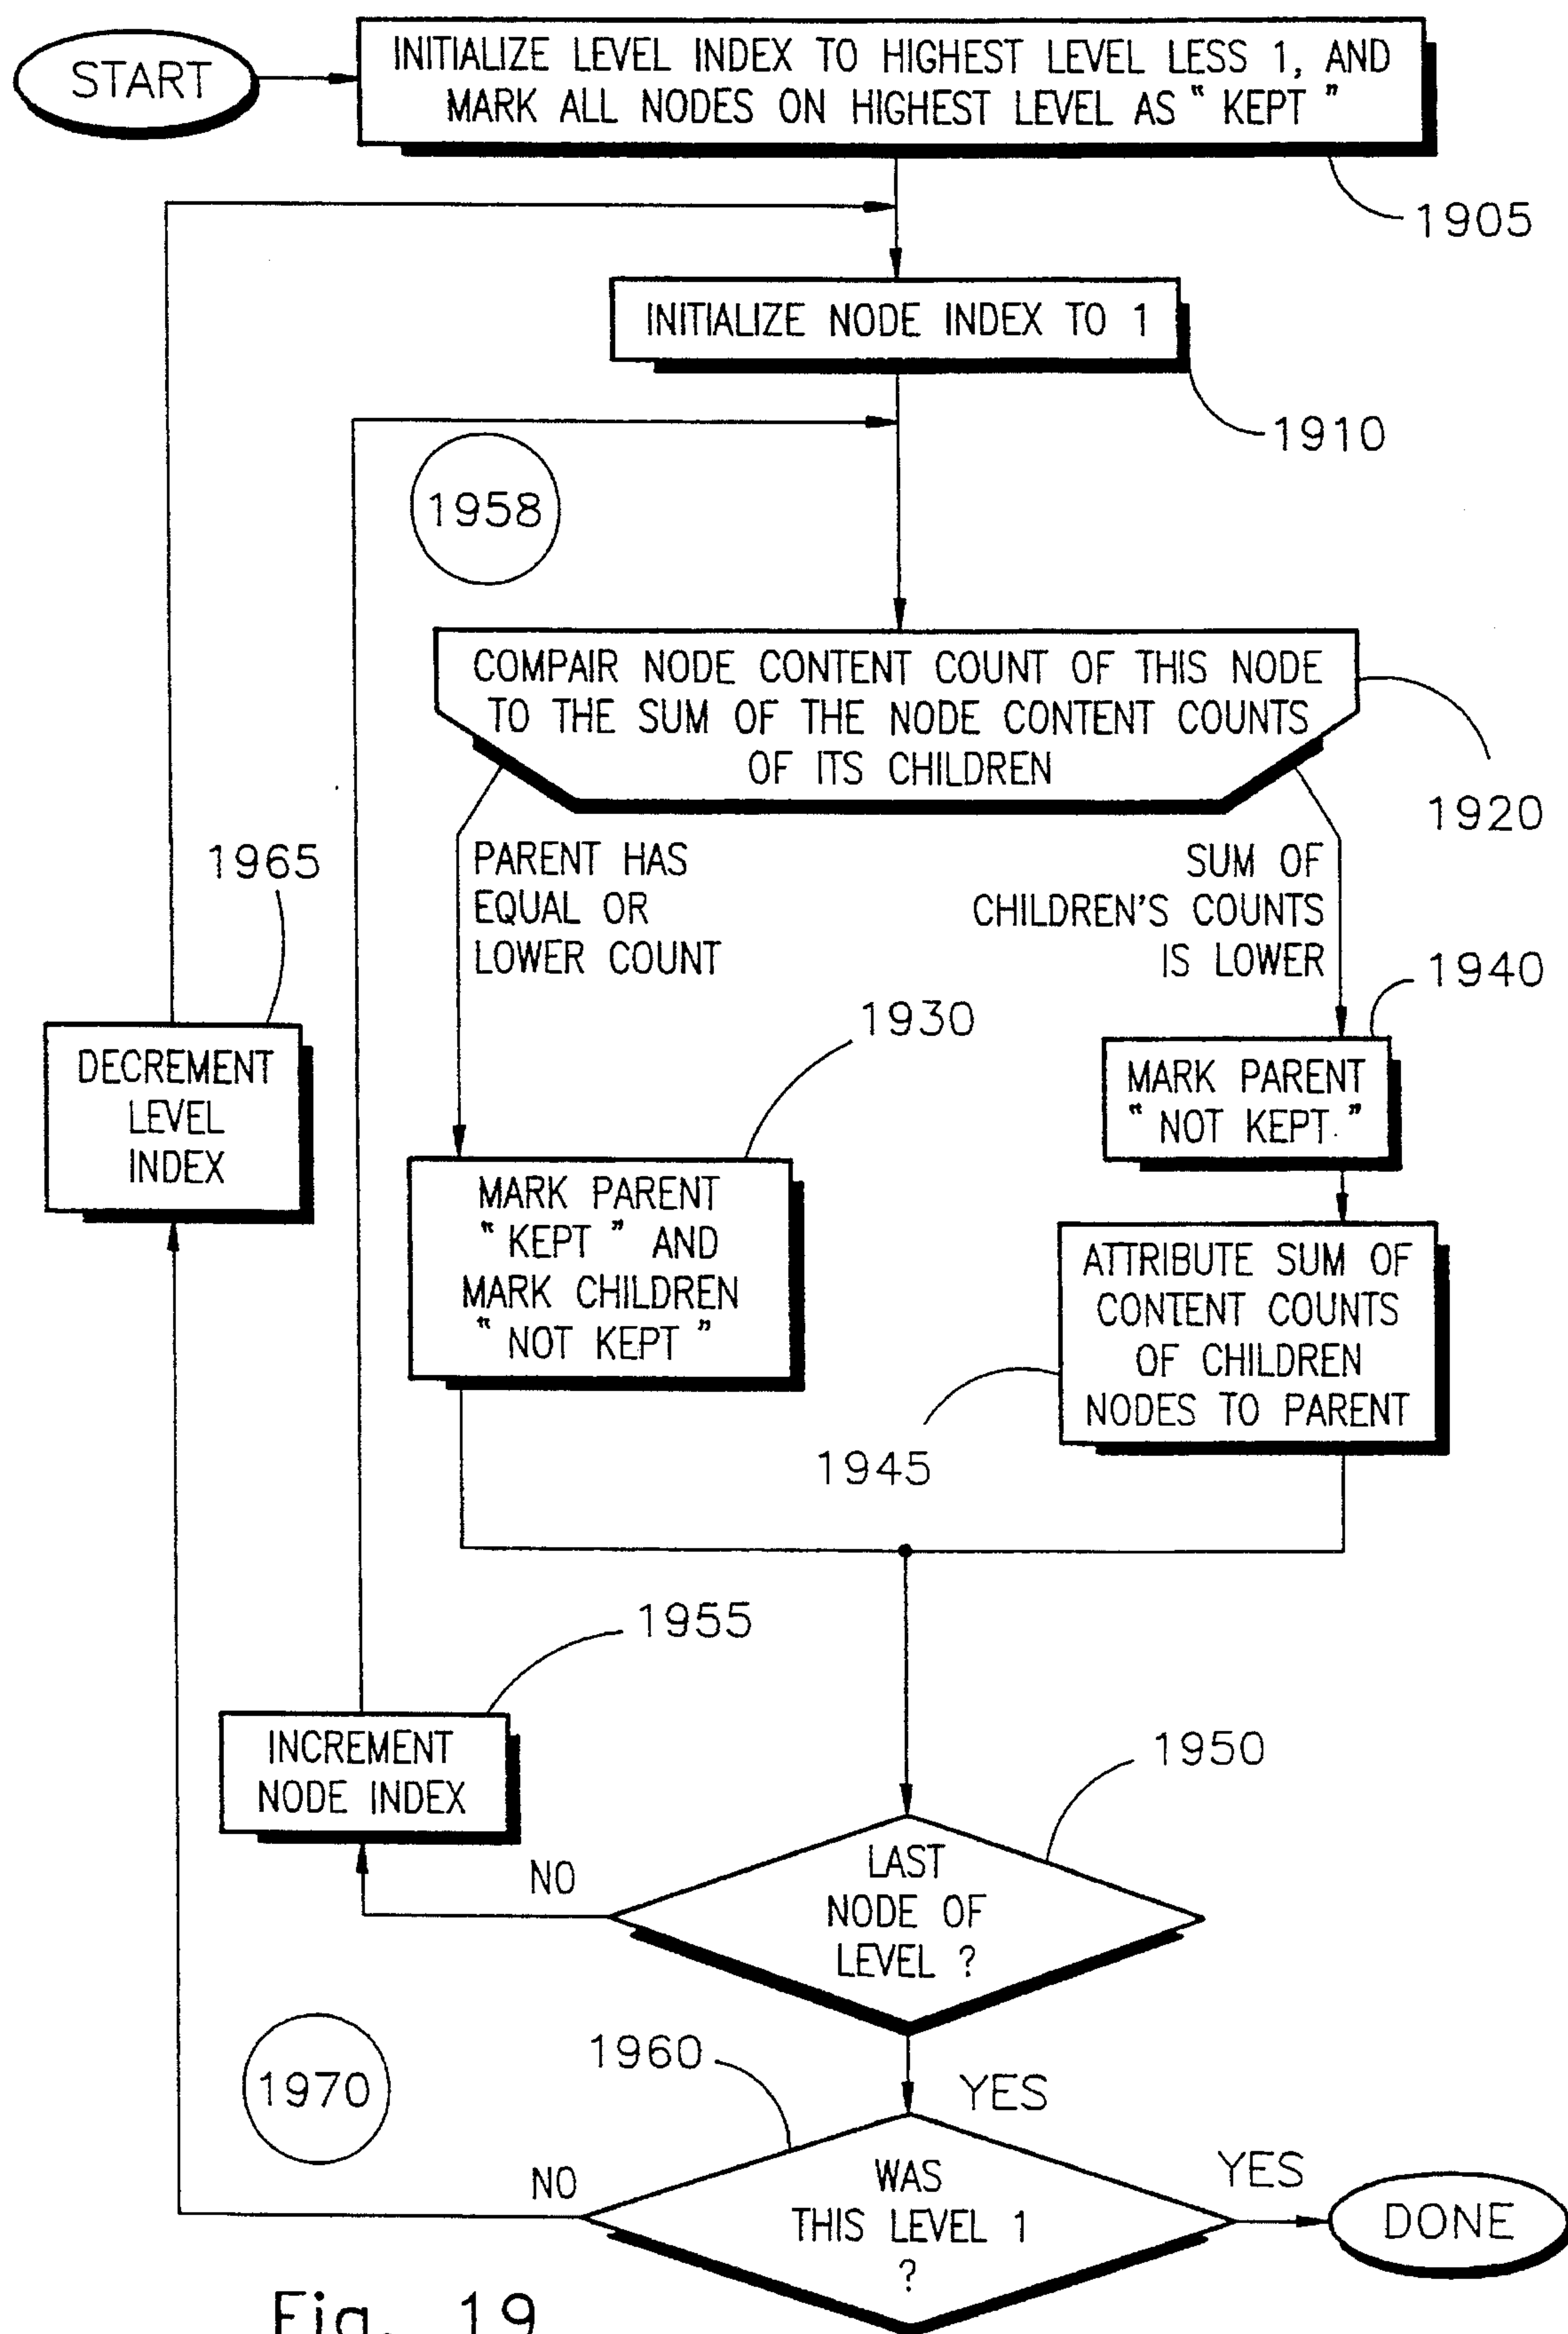 START
INITIALIZE LEVEL INDEX TO HIGHEST LEVEL LESS 1, AND
MARK ALL NODES ON HIGHEST LEVEL AS " KEPT "
1905
INITIALIZE NODE INDEX TO 1
1910
1958
COMPAIR NODE CONTENT COUNT OF THIS NODE
TO THE SUM OF THE NODE CONTENT COUNTS
OF ITS CHILDREN
1920
PARENT HAS
EQUAL OR
LOWER COUNT
SUM OF
CHILDREN'S COUNTS
IS LOWER
1965
DECREMENT
LEVEL
INDEX
1930
1940
MARK PARENT
" NOT KEPT "
MARK PARENT
" KEPT " AND
MARK CHILDREN
" NOT KEPT "
ATTRIBUTE SUM OF
CONTENT COUNTS
OF CHILDREN
NODES TO PARENT
1945
1955
INCREMENT
NODE INDEX
1950
NO
LAST
NODE OF
LEVEL ?
1960
YES
1970
NO
WAS
THIS LEVEL 1
?
YES
DONE
Fig. 19